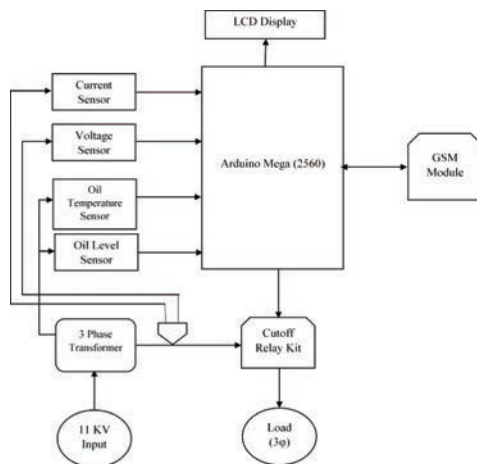 LCD Display
Current
Sensor
Voltage
Sensor
Oil
Temperature
Sensor
Oil Level
Sensor
Arduino Mega (2560)
GSM
Module
3 Phase
Transformer
Cutoff
Relay Kit
11 KV
Input
Load
(3φ)